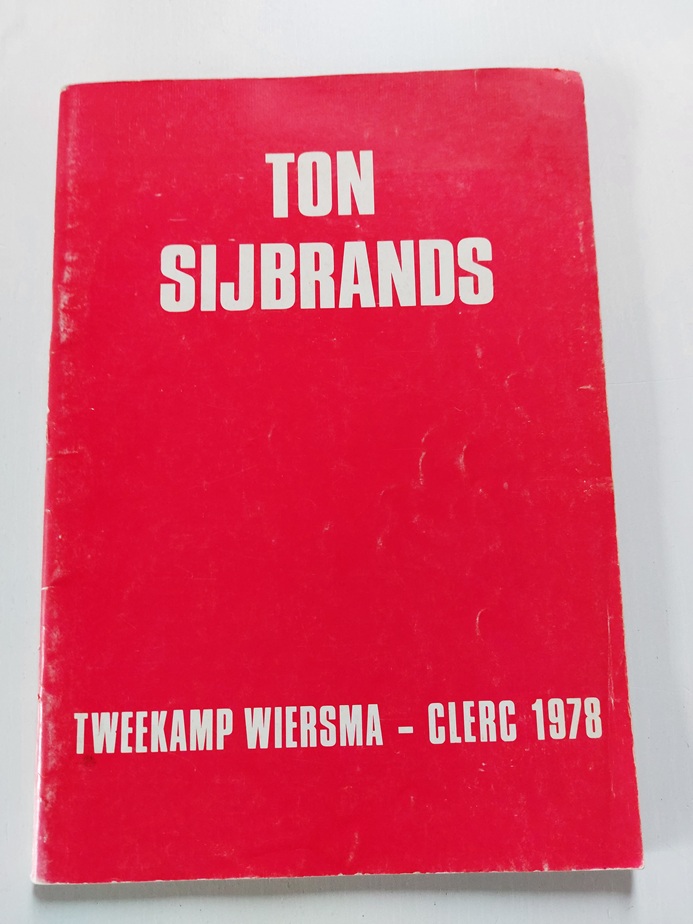 TON
SIJBRANDS
TWEEKAMP WIERSMA - CLERC 1978